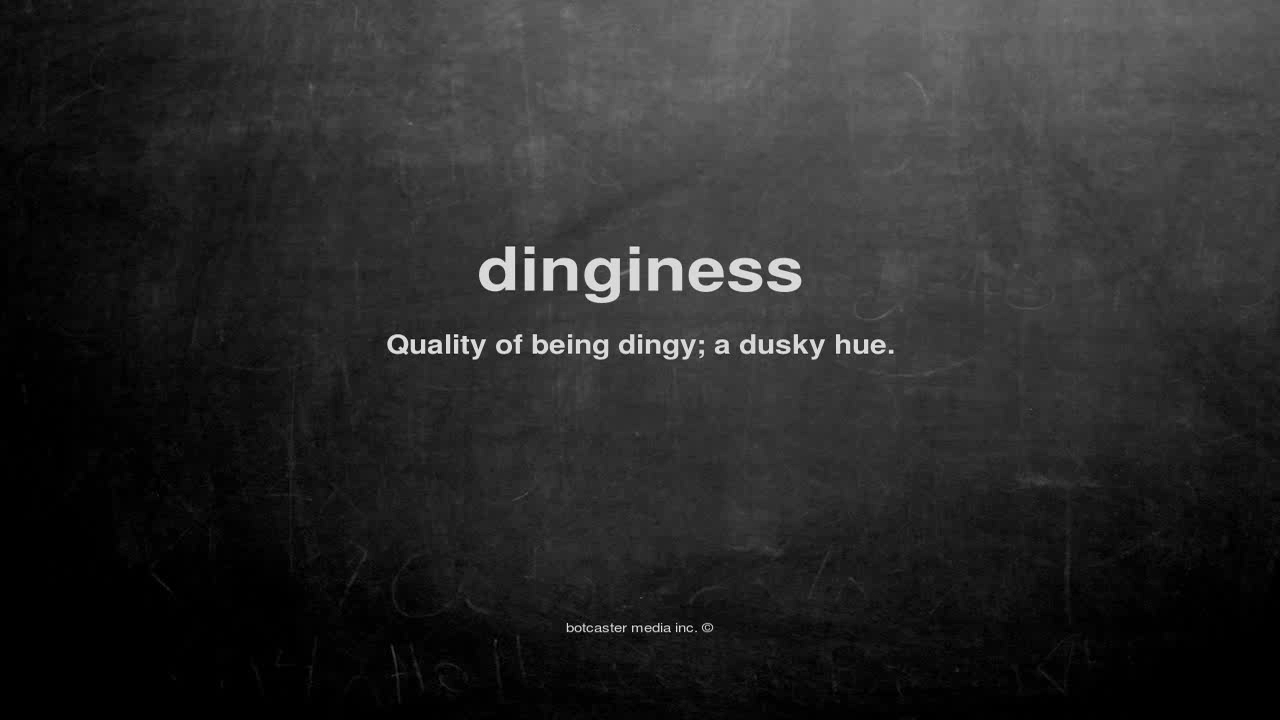 dinginess
Quality of being dingy; a dusky hue.
botcaster media inc. ©